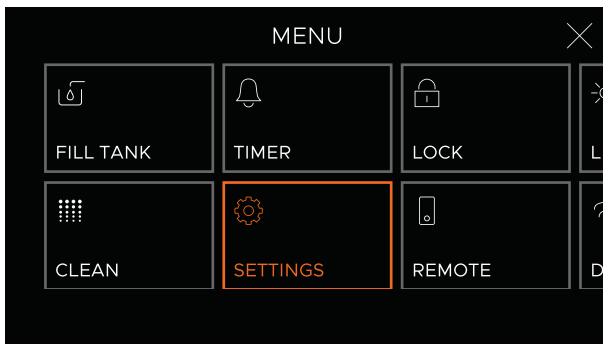 MENU
FILL TANK
TIMER
LOCK
L
CLEAN
SETTINGS
REMOTE
D